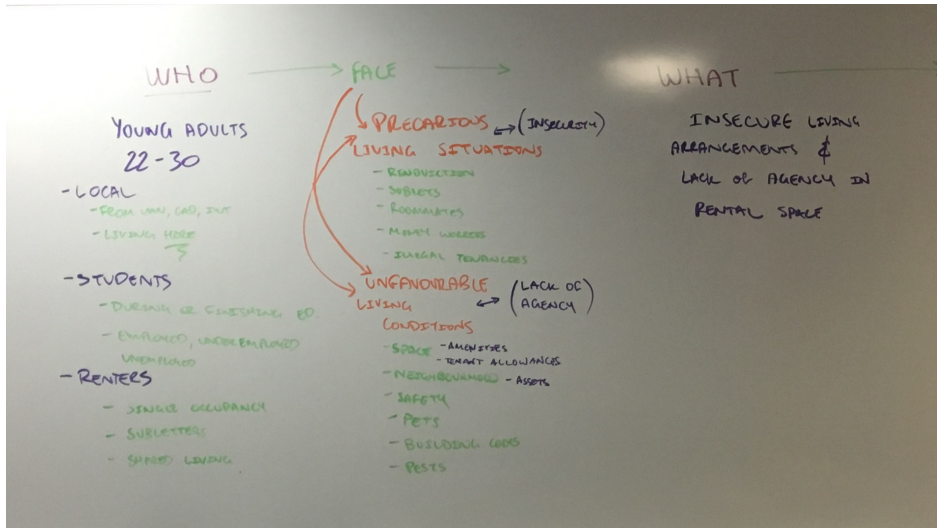 WHO
YOUNG ADULTS
22-30
- LOCAL
- FROM VAN, CAD, INT
- LIVING HERE
- STUDENTS
- DURING OR FINISHING ED.
- EMPLOYED, UNDEREMPLOYED
UNEMPLOYED
- RENTERS
- SINGLE OCCUPANCY
- SUBLETTERS
- SHARED LIVING
FACE
PRECARIOUS (INSECURITY)
LIVING SITUATIONS
- RENOVICTION
- SUBLETS
- ROOMMATES
- MONEY WORRIES
- ILLEGAL TENANCIES
UNFAVOURABLE (LACK OF
LIVING AGENCY)
CONDITIONS
- SPACE - AMENITIES
- TENANT ALLOWANCES
- NEIGHBOURHOOD - ASSETS
- SAFETY
- PETS
- BUILDING CODES
- PESTS
WHAT
INSECURE LIVING
ARRANGEMENTS &
LACK OF AGENCY IN
RENTAL SPACE